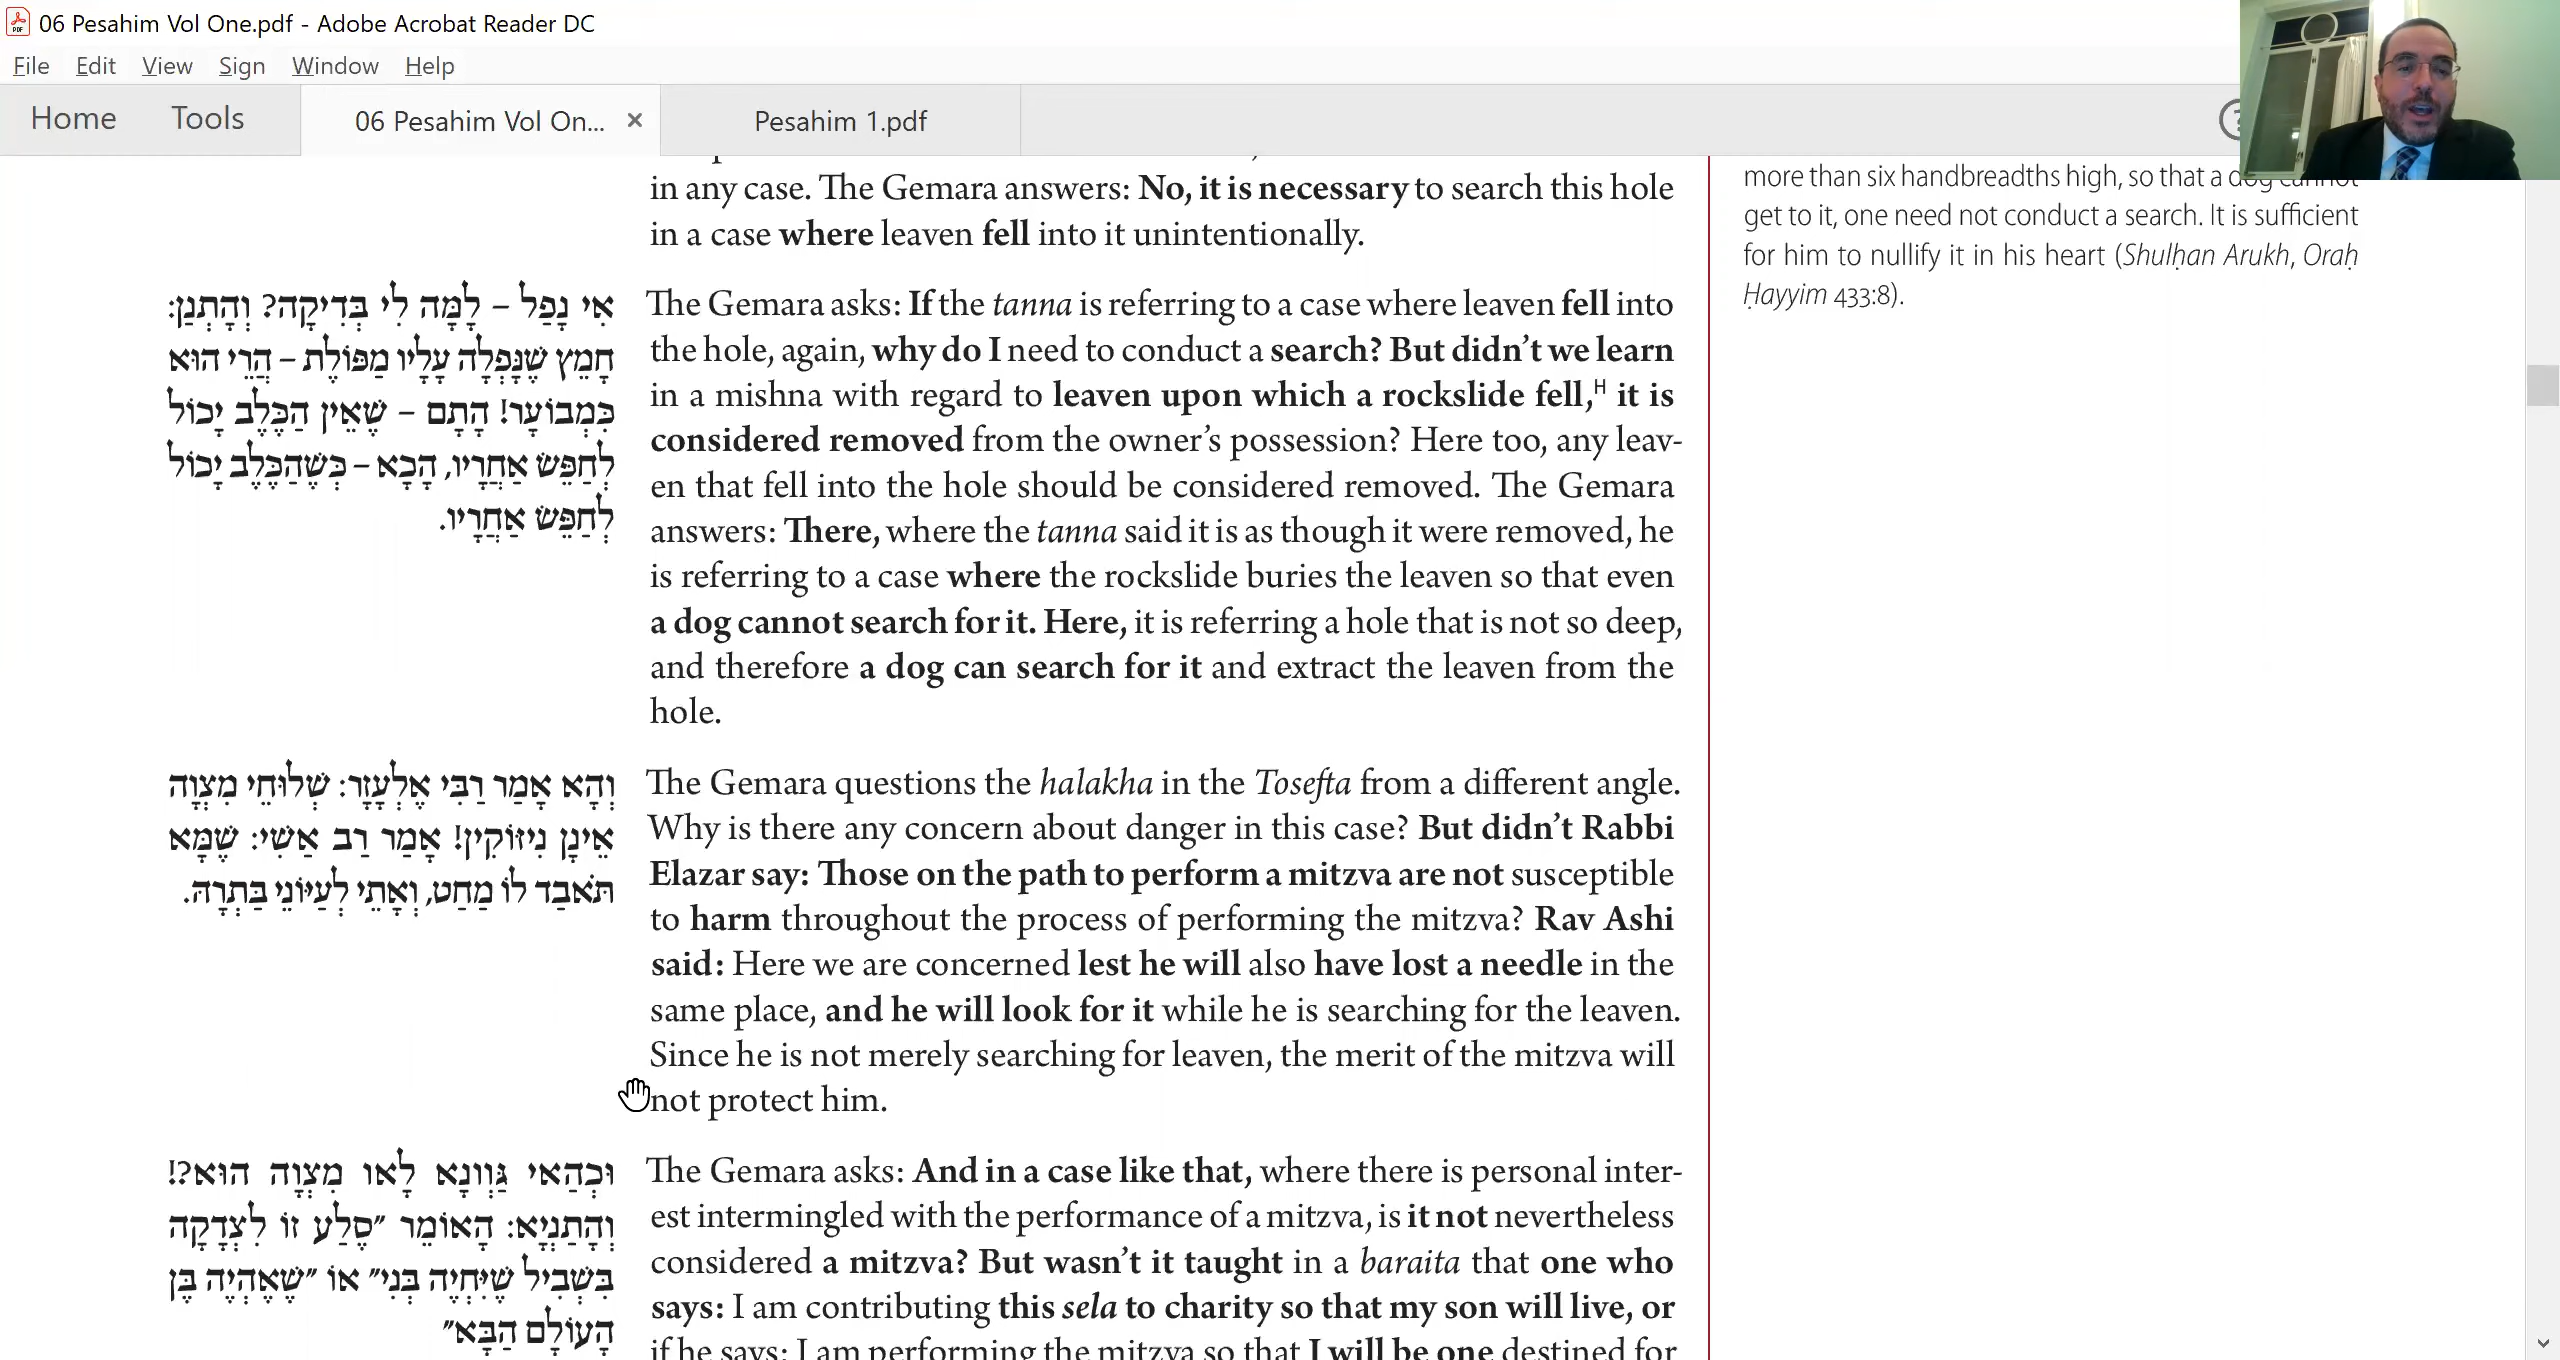 06 Pesahim Vol One.pdf - Adobe Acrobat Reader DC
File Edit View Sign Window Help
Home Tools 06 Pesahim Vol On... × Pesahim 1.pdf
in any case. The Gemara answers: No, it is necessary to search this hole
in a case where leaven fell into it unintentionally.
אִי נָפַל – לָמָּה לִי בְּדִיקָה? וְהָתְנַן:
חָמֵץ שֶׁנָּפְלָה עָלָיו מַפּוֹלֶת – הֲרֵי הוּא
כִּמְבוֹעָר! הָתָם – שֶׁאֵין הַכֶּלֶב יָכוֹל
לְחַפֵּשׂ אַחֲרָיו, הָכָא – כְּשֶׁהַכֶּלֶב יָכוֹל
לְחַפֵּשׂ אַחֲרָיו.
The Gemara asks: If the tanna is referring to a case where leaven fell into
the hole, again, why do I need to conduct a search? But didn't we learn
in a mishna with regard to leaven upon which a rockslide fell,H it is
considered removed from the owner's possession? Here too, any leav-
en that fell into the hole should be considered removed. The Gemara
answers: There, where the tanna said it is as though it were removed, he
is referring to a case where the rockslide buries the leaven so that even
a dog cannot search for it. Here, it is referring a hole that is not so deep,
and therefore a dog can search for it and extract the leaven from the
hole.
וְהָא אָמַר רַבִּי אֶלְעָזָר: שְׁלוּחֵי מִצְוָה
אֵינָן נִיזּוֹקִין! אָמַר רַב אַשִׁי: שֶׁמָּא
תֹּאבַד לוֹ מַחַט, וְאָתֵי לְעַיּוֹנֵי בַּתְרָהּ.
The Gemara questions the halakha in the Tosefta from a different angle.
Why is there any concern about danger in this case? But didn't Rabbi
Elazar say: Those on the path to perform a mitzva are not susceptible
to harm throughout the process of performing the mitzva? Rav Ashi
said: Here we are concerned lest he will also have lost a needle in the
same place, and he will look for it while he is searching for the leaven.
Since he is not merely searching for leaven, the merit of the mitzva will
not protect him.
וּכְהַאי גַּוְונָא לָאו מִצְוָה הוּא?!
וְהָתַנְיָא: הָאוֹמֵר ״סֶלַע זוֹ לִצְדָקָה
בִּשְׁבִיל שֶׁיִּחְיֶה בְּנִי״ אוֹ ״שֶׁאֶהְיֶה בֶּן
הָעוֹלָם הַבָּא״
The Gemara asks: And in a case like that, where there is personal inter-
est intermingled with the performance of a mitzva, is it not nevertheless
considered a mitzva? But wasn't it taught in a baraita that one who
says: I am contributing this sela to charity so that my son will live, or
if he says: I am performing the mitzva so that I will be one destined for
more than six handbreadths high, so that a dog cannot
get to it, one need not conduct a search. It is sufficient
for him to nullify it in his heart (Shulḥan Arukh, Oraḥ
Ḥayyim 433:8).